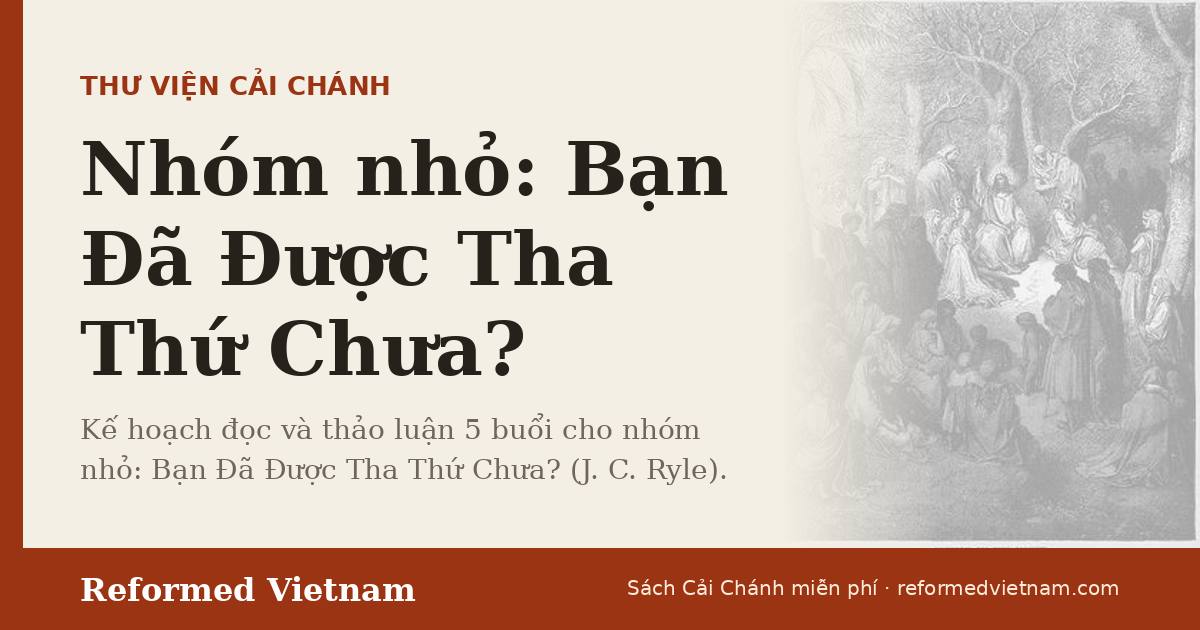 THƯ VIỆN CẢI CHÁNH
Nhóm nhỏ: Bạn
Đã Được Tha
Thứ Chưa?
Kế hoạch đọc và thảo luận 5 buổi cho nhóm
nhỏ: Bạn Đã Được Tha Thứ Chưa? (J. C. Ryle).
Reformed Vietnam
Sách Cải Chánh miễn phí · reformedvietnam.com